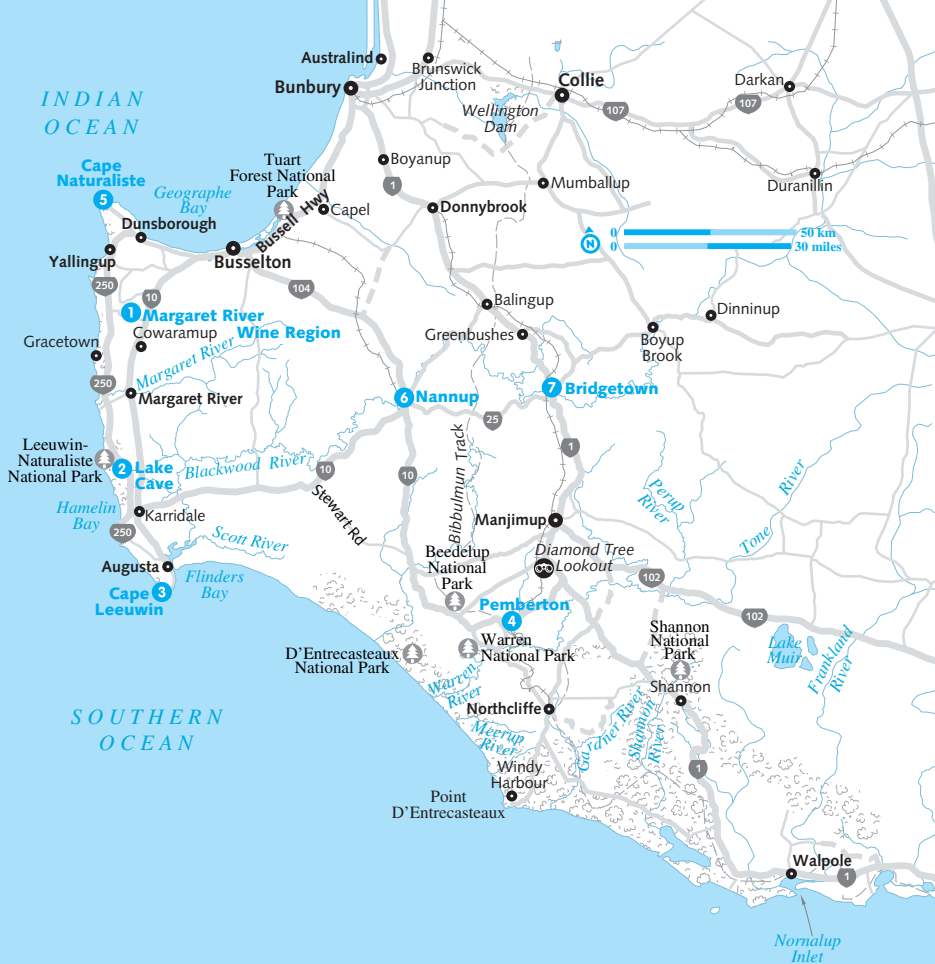 Australind
Brunswick
Junction
Bunbury
Collie
Darkan
107
107
INDIAN
OCEAN
Wellington
Dam
Cape
Naturaliste
5
Tuart
Forest National
Park
Boyanup
1
Mumballup
Duranillin
Geographe
Bay
Bussell Hwy
Capel
Donnybrook
Dunsborough
Yallingup
Busselton
N
0
50 km
0
30 miles
250
10
104
1
Margaret River
Wine Region
Balingup
Dinninup
Gracetown
Cowaramup
Greenbushes
Boyup
Brook
Margaret River
250
Margaret River
6
Nannup
7
Bridgetown
25
1
Leeuwin-
Naturaliste
National Park
2
Lake
Cave
Blackwood River
10
10
Bibbulmun Track
Stewart Rd
Perup
River
Tone
River
Hamelin
Bay
Karridale
250
Scott River
Manjimup
Augusta
Flinders
Bay
Beedelup
National
Park
Diamond Tree
Lookout
102
102
Cape
Leeuwin
3
Pemberton
4
Shannon
National
Park
Lake
Muir
Frankland
River
D'Entrecasteaux
National Park
Warren
National Park
Warren
River
Shannon
SOUTHERN
OCEAN
Northcliffe
Gardner River
Shannon
River
Meerup
River
Windy
Harbour
1
Point
D'Entrecasteaux
Walpole
1
Nornalup
Inlet